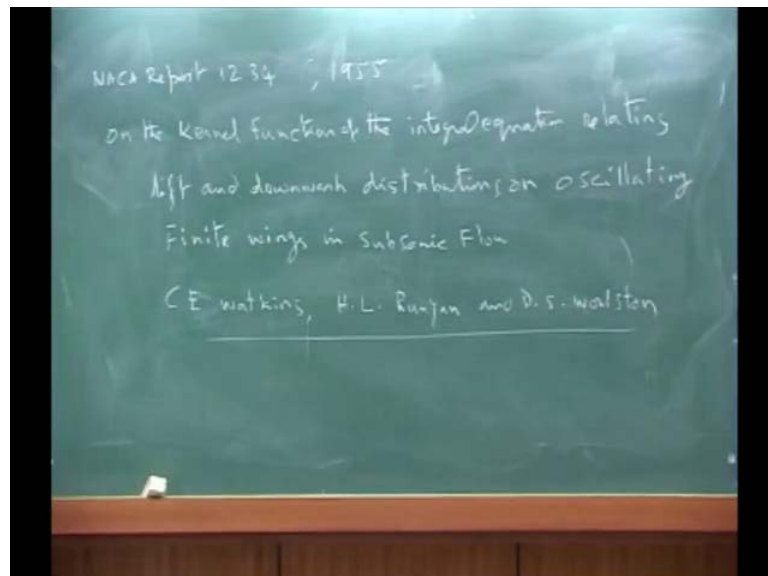 NACA Report 1234, 1955
on the Kernel function of the integral equation relating
lift and downwash distributions on oscillating
Finite wings in subsonic Flow
C E Watkins, H.L. Runyan and D.S. Woolston